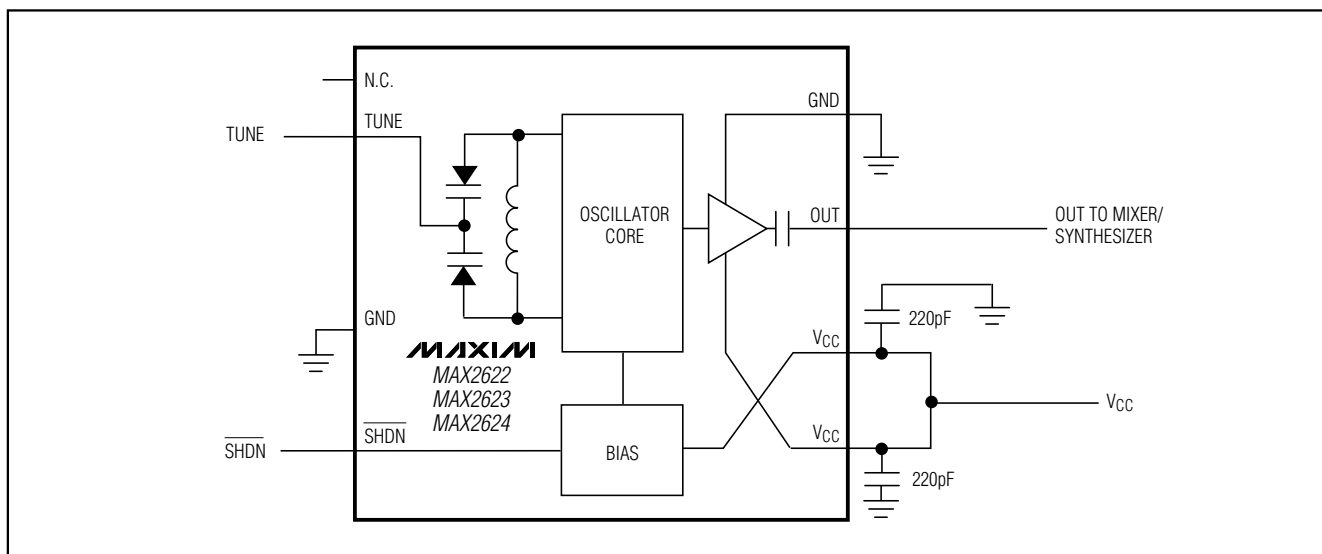 N.C.
GND
TUNE
TUNE
OSCILLATOR
CORE
OUT
OUT TO MIXER/
SYNTHESIZER
GND
220pF
VCC
MAXIM
MAX2622
MAX2623
MAX2624
VCC
SHDN
SHDN
BIAS
VCC
220pF